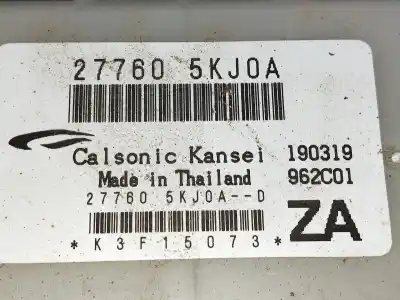 27760 5KJ0A
Calsonic Kansei 190319
Made in Thailand 962C01
27760 5KJ0A--D
ZA
*K3F15073*